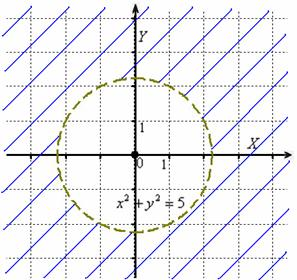 Y
1
X
0 1
x² + y² = 5